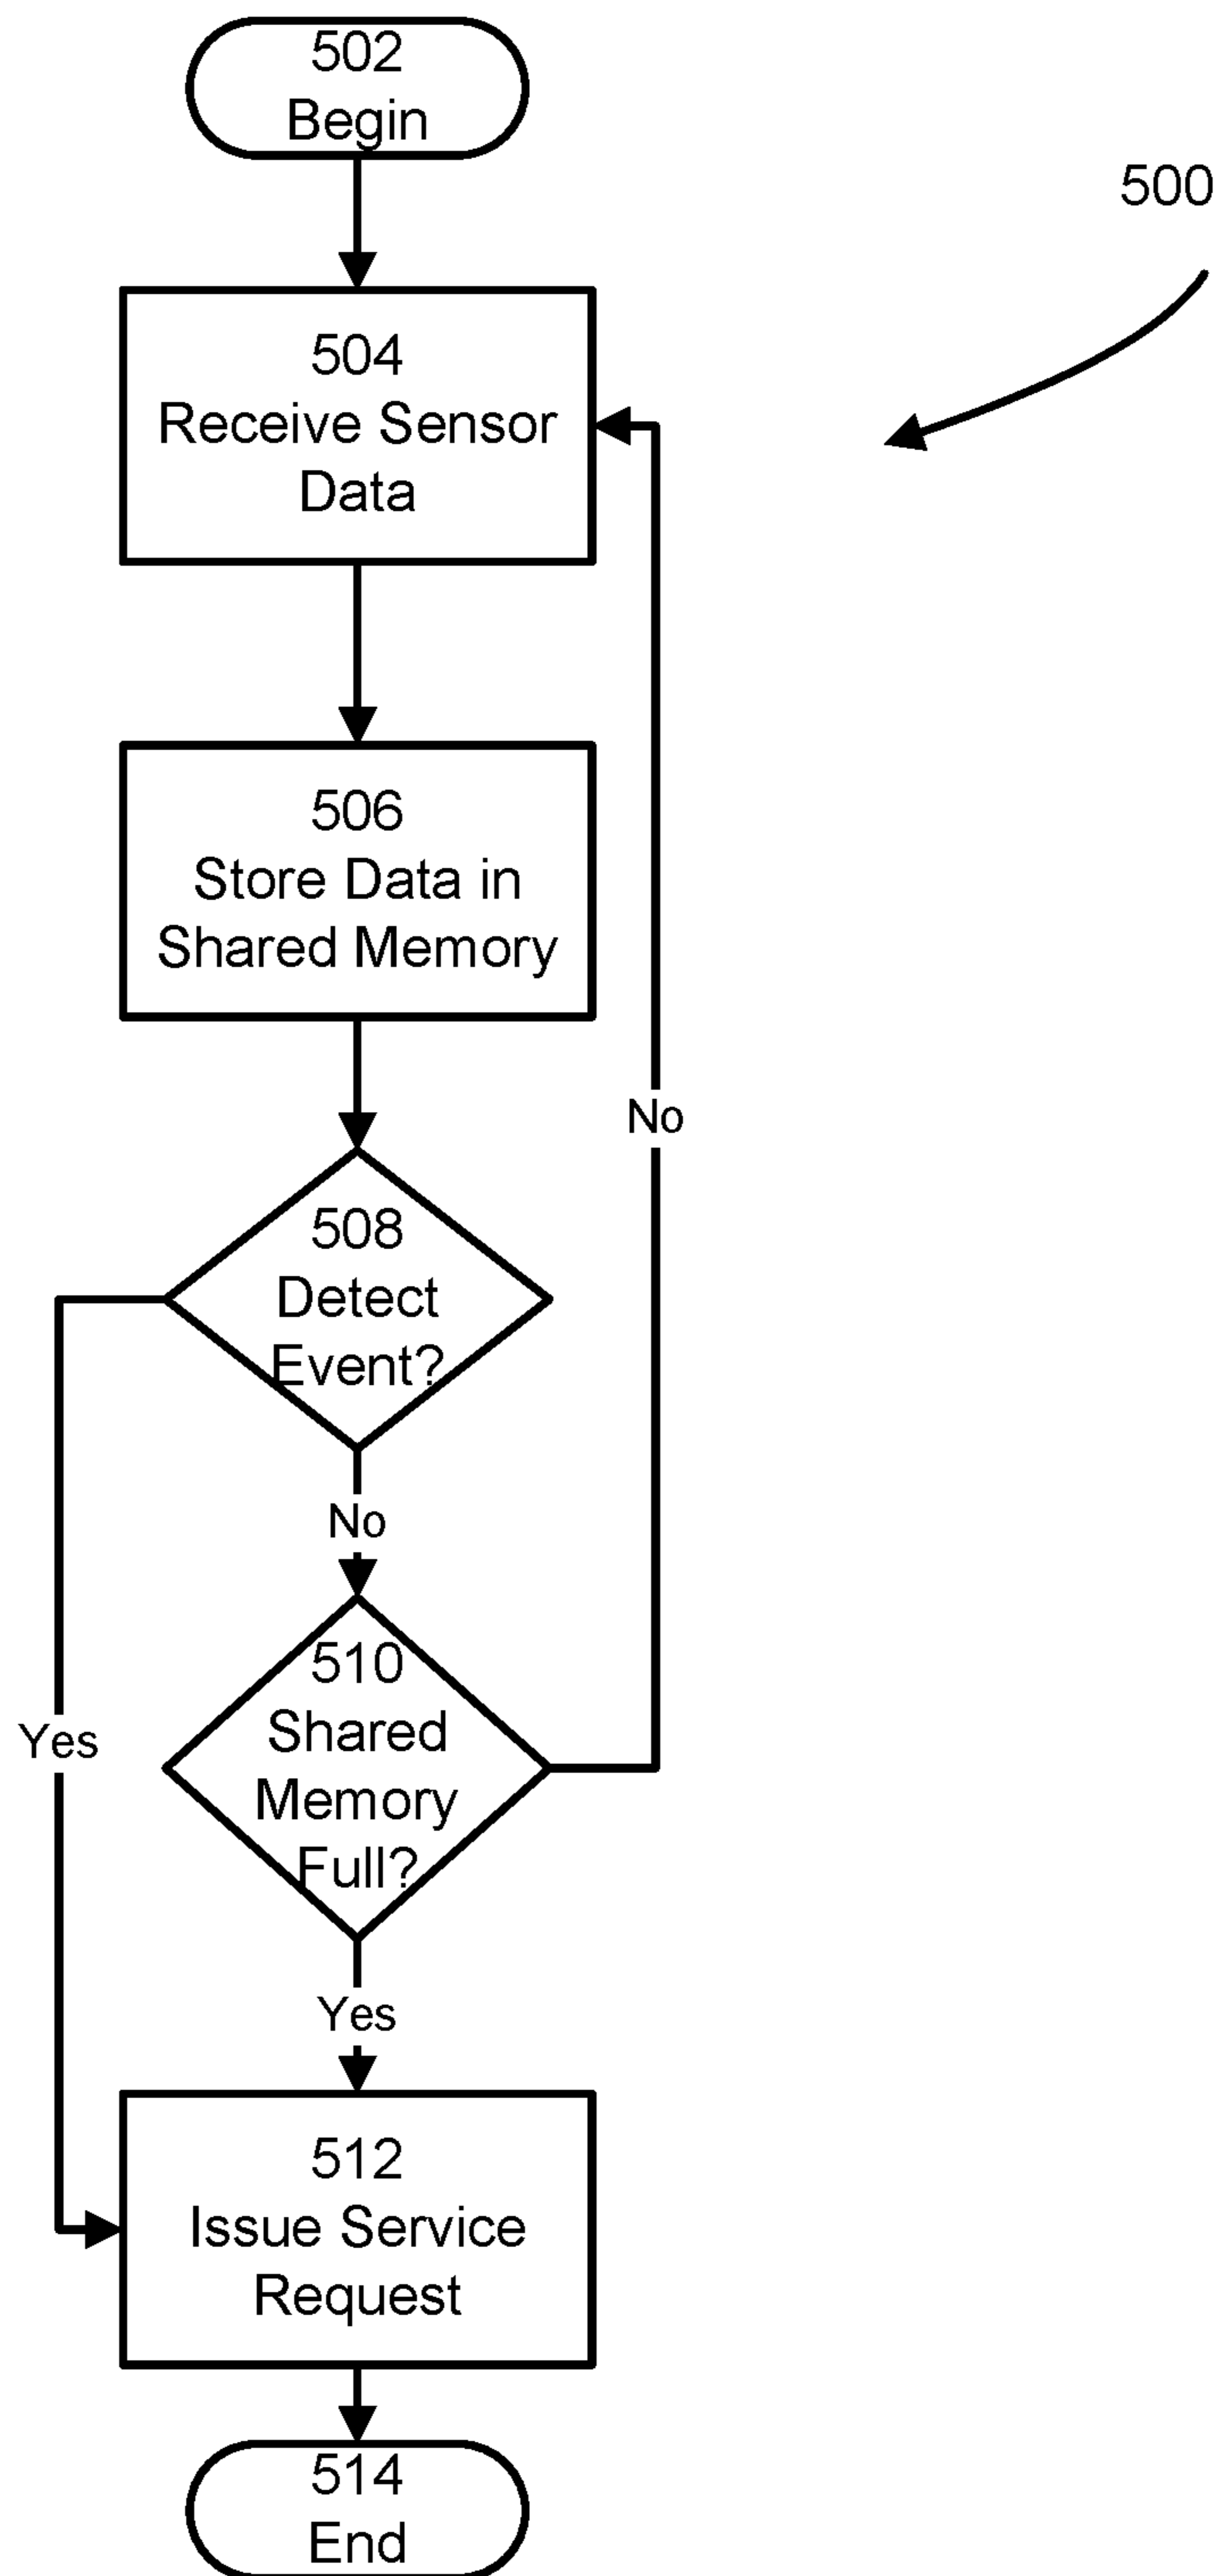 502
Begin
500
504
Receive Sensor
Data
506
Store Data in
Shared Memory
No
508
Detect
Event?
No
510
Shared
Memory
Full?
Yes
Yes
512
Issue Service
Request
514
End